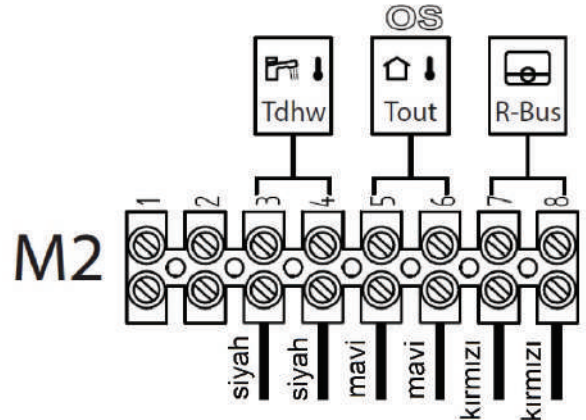 OS
Tdhw Tout R-Bus
1 2 3 4 5 6 7 8
M2
siyah siyah mavi mavi kırmızı kırmızı